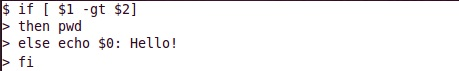 $ if [ $1 -gt $2]
> then pwd
> else echo $0: Hello!
> fi